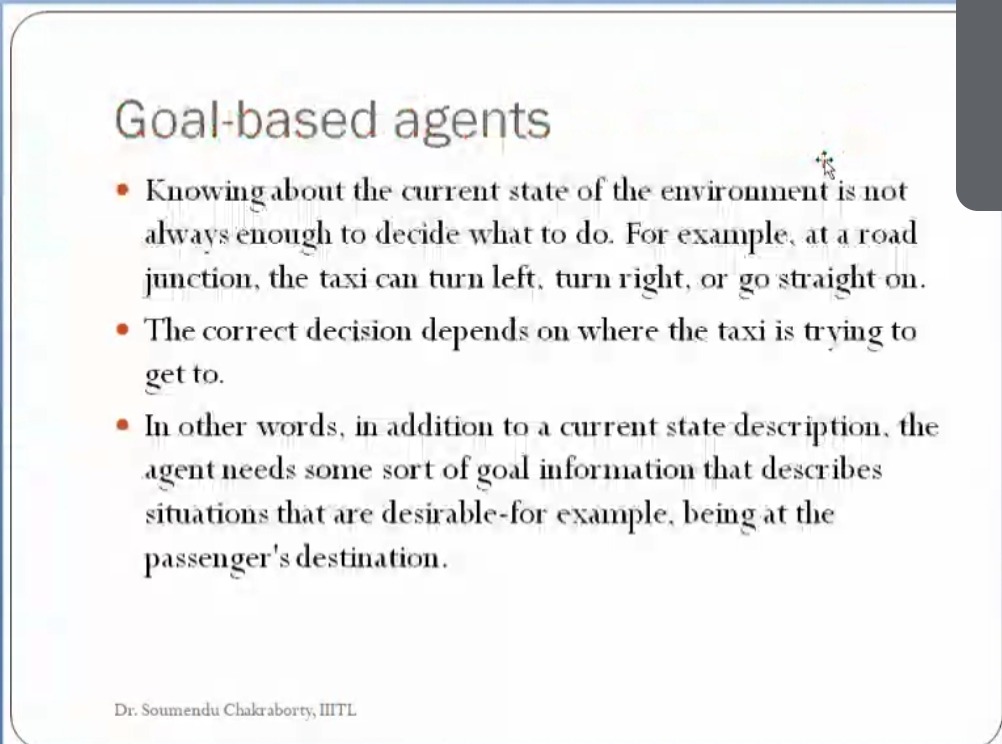 Goal-based agents
• Knowing about the current state of the environment is not
always enough to decide what to do. For example, at a road
junction, the taxi can turn left, turn right, or go straight on.
• The correct decision depends on where the taxi is trying to
get to.
• In other words, in addition to a current state description, the
agent needs some sort of goal information that describes
situations that are desirable-for example, being at the
passenger's destination.
Dr. Soumendu Chakraborty, IIITL